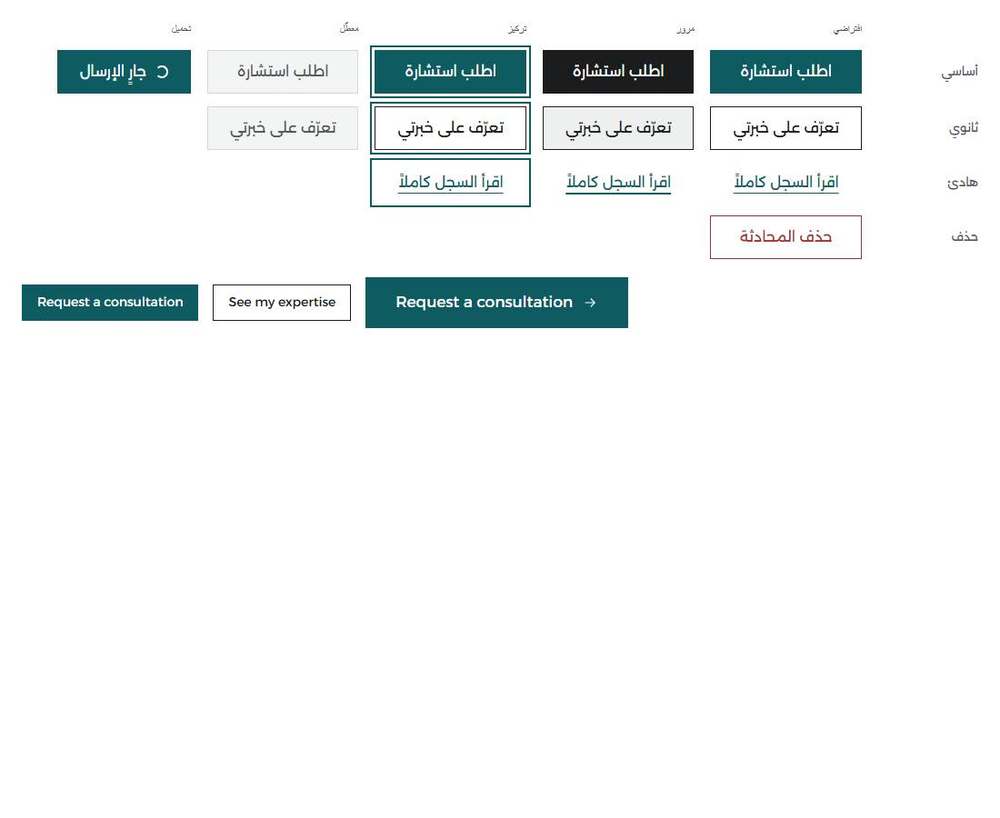 افتراضي مرور تركيز معطّل تحميل
أساسي اطلب استشارة اطلب استشارة اطلب استشارة اطلب استشارة جارٍ الإرسال
ثانوي تعرّف على خبرتي تعرّف على خبرتي تعرّف على خبرتي تعرّف على خبرتي
هادئ اقرأ السجل كاملاً اقرأ السجل كاملاً اقرأ السجل كاملاً
حذف حذف المحادثة
Request a consultation See my expertise Request a consultation →